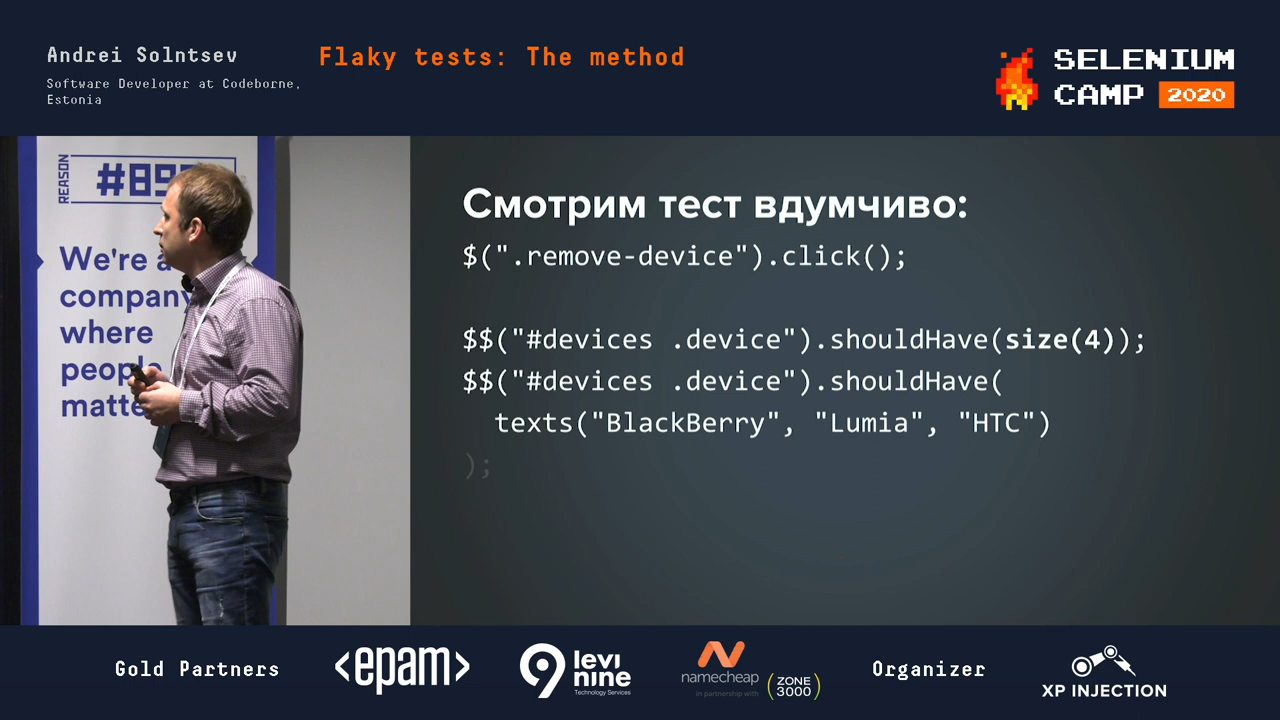 Andrei Solntsev
Software Developer at Codeborne,
Estonia
Flaky tests: The method
SELENIUM
CAMP 2020
REASON
We're a
company
where
people
matte
Смотрим тест вдумчиво:
$(".remove-device").click();
$$("#devices .device").shouldHave(size(4));
$$("#devices .device").shouldHave(
texts("BlackBerry", "Lumia", "HTC")
);
Gold Partners
<epam>
9 levi
nine
Technology Services
namecheap
in partnership with
ZONE
3000
Organizer
XP INJECTION